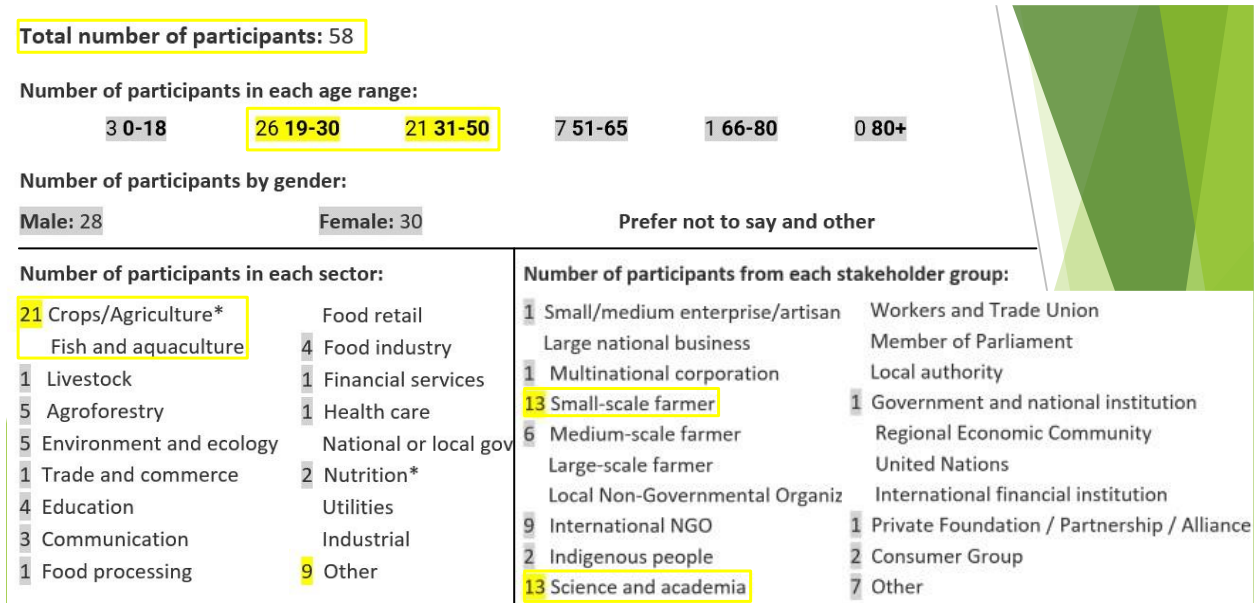 Total number of participants: 58
Number of participants in each age range:
3 0-18 26 19-30 21 31-50 7 51-65 1 66-80 0 80+
Number of participants by gender:
Male: 28 Female: 30 Prefer not to say and other
Number of participants in each sector:
21 Crops/Agriculture*
Fish and aquaculture
1 Livestock
5 Agroforestry
5 Environment and ecology
1 Trade and commerce
4 Education
3 Communication
1 Food processing
Food retail
4 Food industry
1 Financial services
1 Health care
National or local gov
2 Nutrition*
Utilities
Industrial
9 Other
Number of participants from each stakeholder group:
1 Small/medium enterprise/artisan
Large national business
1 Multinational corporation
13 Small-scale farmer
6 Medium-scale farmer
Large-scale farmer
Local Non-Governmental Organiz
9 International NGO
2 Indigenous people
13 Science and academia
Workers and Trade Union
Member of Parliament
Local authority
1 Government and national institution
Regional Economic Community
United Nations
International financial institution
1 Private Foundation / Partnership / Alliance
2 Consumer Group
7 Other